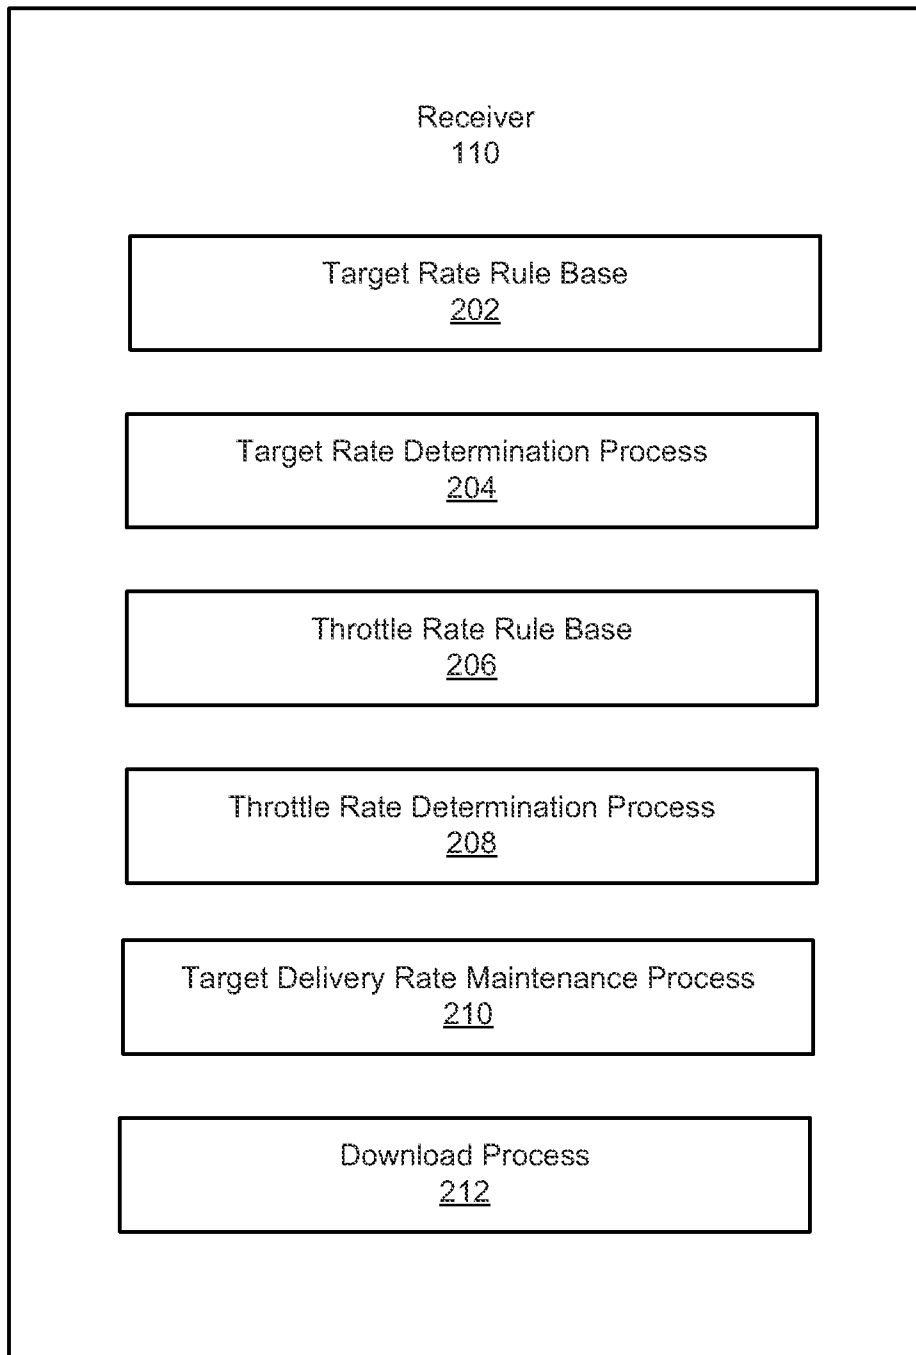 Receiver
110
Target Rate Rule Base
202
Target Rate Determination Process
204
Throttle Rate Rule Base
206
Throttle Rate Determination Process
208
Target Delivery Rate Maintenance Process
210
Download Process
212